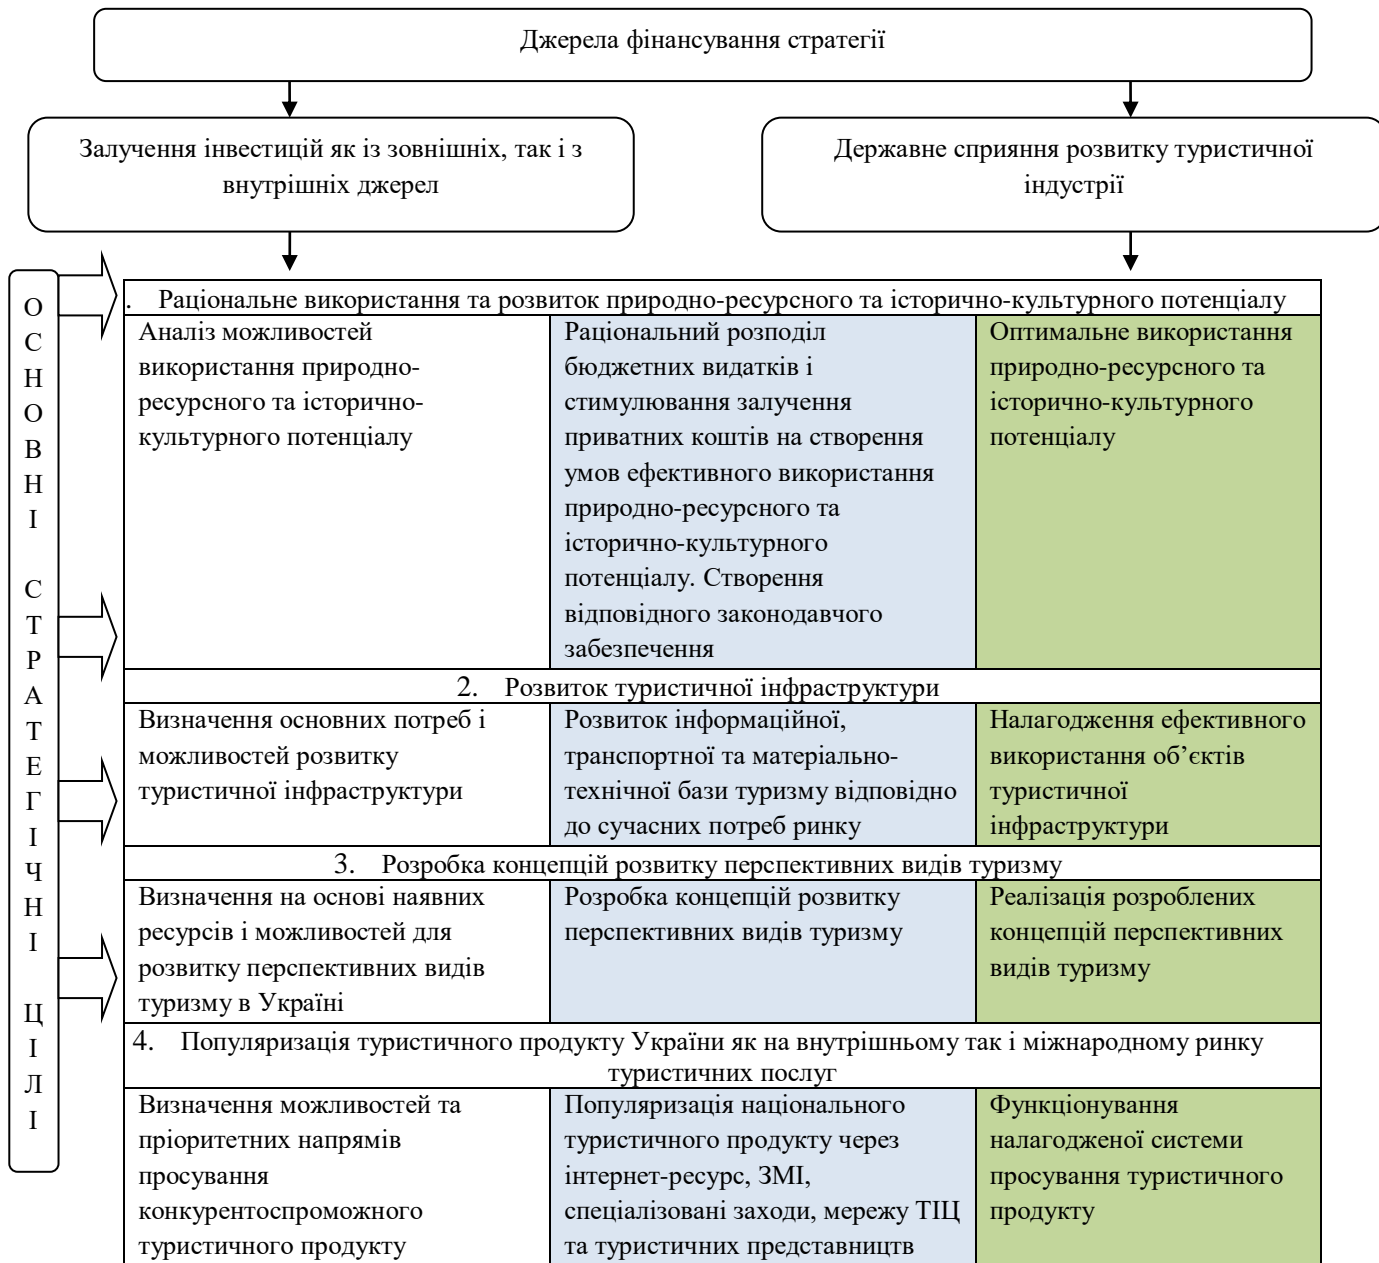 Джерела фінансування стратегії
Залучення інвестицій як із зовнішніх, так і з
внутрішніх джерел
Державне сприяння розвитку туристичної
індустрії
О
С
Н
О
В
Н
І
С
Т
Р
А
Т
Е
Г
І
Ч
Н
І
Ц
І
Л
І
. Раціональне використання та розвиток природно-ресурсного та історично-культурного потенціалу
Аналіз можливостей
використання природно-
ресурсного та історично-
культурного потенціалу
Раціональний розподіл
бюджетних видатків і
стимулювання залучення
приватних коштів на створення
умов ефективного використання
природно-ресурсного та
історично-культурного
потенціалу. Створення
відповідного законодавчого
забезпечення
Оптимальне використання
природно-ресурсного та
історично-культурного
потенціалу
2. Розвиток туристичної інфраструктури
Визначення основних потреб і
можливостей розвитку
туристичної інфраструктури
Розвиток інформаційної,
транспортної та матеріально-
технічної бази туризму відповідно
до сучасних потреб ринку
Налагодження ефективного
використання об’єктів
туристичної
інфраструктури
3. Розробка концепцій розвитку перспективних видів туризму
Визначення на основі наявних
ресурсів і можливостей для
розвитку перспективних видів
туризму в Україні
Розробка концепцій розвитку
перспективних видів туризму
Реалізація розроблених
концепцій перспективних
видів туризму
4. Популяризація туристичного продукту України як на внутрішньому так і міжнародному ринку
туристичних послуг
Визначення можливостей та
пріоритетних напрямів
просування
конкурентоспроможного
туристичного продукту
Популяризація національного
туристичного продукту через
інтернет-ресурс, ЗМІ,
спеціалізовані заходи, мережу ТІЦ
та туристичних представництв
Функціонування
налагодженої системи
просування туристичного
продукту